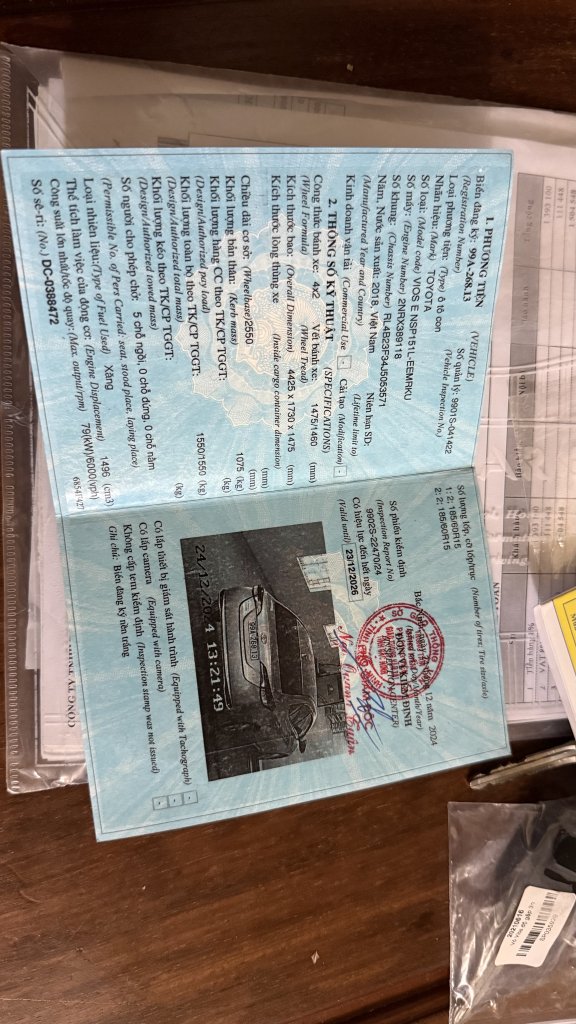 1. PHƯƠNG TIỆN (VEHICLE)
Biển đăng ký: 99A-268.13 Số quản lý: 9901S-041422
(Registration Number) (Vehicle Inspection No.)
Loại phương tiện: (Type) ô tô con
Nhãn hiệu: (Mark) TOYOTA
Số loại: (Model code) VIOS E NSP151L-EEMRKU
Số máy: (Engine Number) 2NRX389118
Số khung: (Chassis Number) RL4B23F94J5053571
Năm, Nước sản xuất: 2018, Việt Nam Niên hạn SD:
(Manufactured Year and Country) (Lifetime limit to)
Kinh doanh vận tải (Commercial Use) - Cải tạo (Modification) -
2. THÔNG SỐ KỸ THUẬT (SPECIFICATIONS)
Công thức bánh xe: 4x2 Vết bánh xe: 1475/1460 (mm)
(Wheel Formula) (Wheel Tread)
Kích thước bao: (Overall Dimension) 4425 x 1730 x 1475 (mm)
Kích thước lòng thùng xe (Inside cargo container dimension)
(mm)
Chiều dài cơ sở: (Wheelbase) 2550 (mm)
Khối lượng bản thân: (Kerb mass) 1075 (kg)
Khối lượng hàng CC theo TK/CP TGGT:
(Design/Authorized pay load) (kg)
Khối lượng toàn bộ theo TK/CP TGGT: 1550/1550 (kg)
(Design/Authorized total mass)
Khối lượng kéo theo TK/CP TGGT:
(Design/Authorized towed mass) (kg)
Số người cho phép chở: 5 chỗ ngồi, 0 chỗ đứng, 0 chỗ nằm
(Permissible No. of Pers Carried: seat, stood place, laying place)
Loại nhiên liệu: (Type of Fuel Used) Xăng
Thể tích làm việc của động cơ: (Engine Displacement) 1496 (cm3)
Công suất lớn nhất/tốc độ quay: (Max. output/rpm) 79(kW)/6000(vph)
Số sê-ri: (No.) DC-0388472
Số lượng lốp, cỡ lốp/trục (Number of tires; Tire size/axle)
1: 2; 185/60R15
2: 2; 185/60R15
Số phiếu kiểm định
(Inspection Report No)
9902S-22470/24
Có hiệu lực đến hết ngày
(Valid until) 23/12/2026
12 năm 2024
24/12/2024 13:21:49
Có lắp thiết bị giám sát hành trình (Equipped with Tachograph) -
Có lắp camera (Equipped with camera) -
Không cấp tem kiểm định (Inspection stamp was not issued) -
Ghi chú: Biển đăng ký nền trắng
20210616